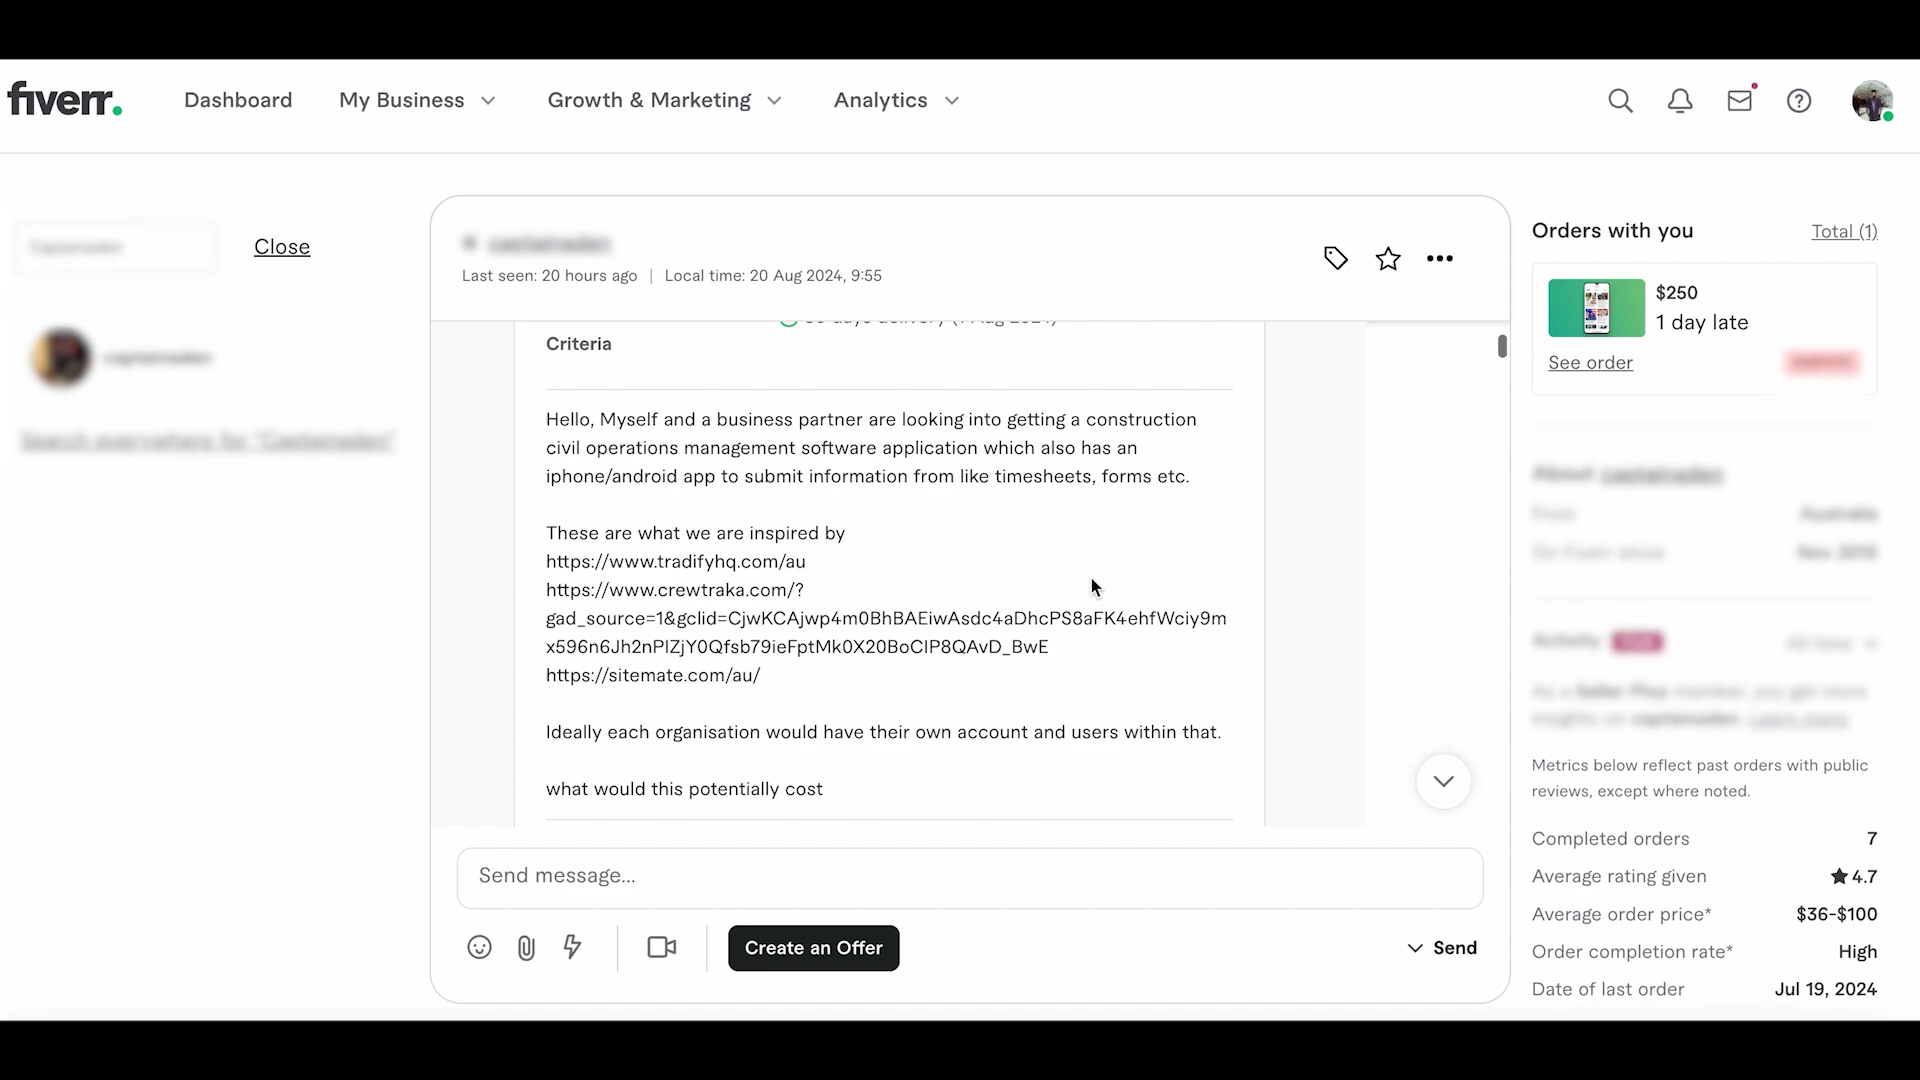 fiverr.
Dashboard
My Business
Growth & Marketing
Analytics
Close
Last seen: 20 hours ago | Local time: 20 Aug 2024, 9:55
Criteria
Hello, Myself and a business partner are looking into getting a construction
civil operations management software application which also has an
iphone/android app to submit information from like timesheets, forms etc.
These are what we are inspired by
https://www.tradifyhq.com/au
https://www.crewtraka.com/?
gad_source=1&gclid=CjwKCAjwp4m0BhBAEiwAsdc4aDhcPS8aFK4ehfWciy9m
x596n6Jh2nPlZjY0Qfsb79ieFptMk0X20BoClP8QAvD_BwE
https://sitemate.com/au/
Ideally each organisation would have their own account and users within that.
what would this potentially cost
Send message...
Create an Offer
Send
Orders with you
Total (1)
$250
1 day late
See order
Metrics below reflect past orders with public
reviews, except where noted.
Completed orders 7
Average rating given ★ 4.7
Average order price* $36-$100
Order completion rate* High
Date of last order Jul 19, 2024